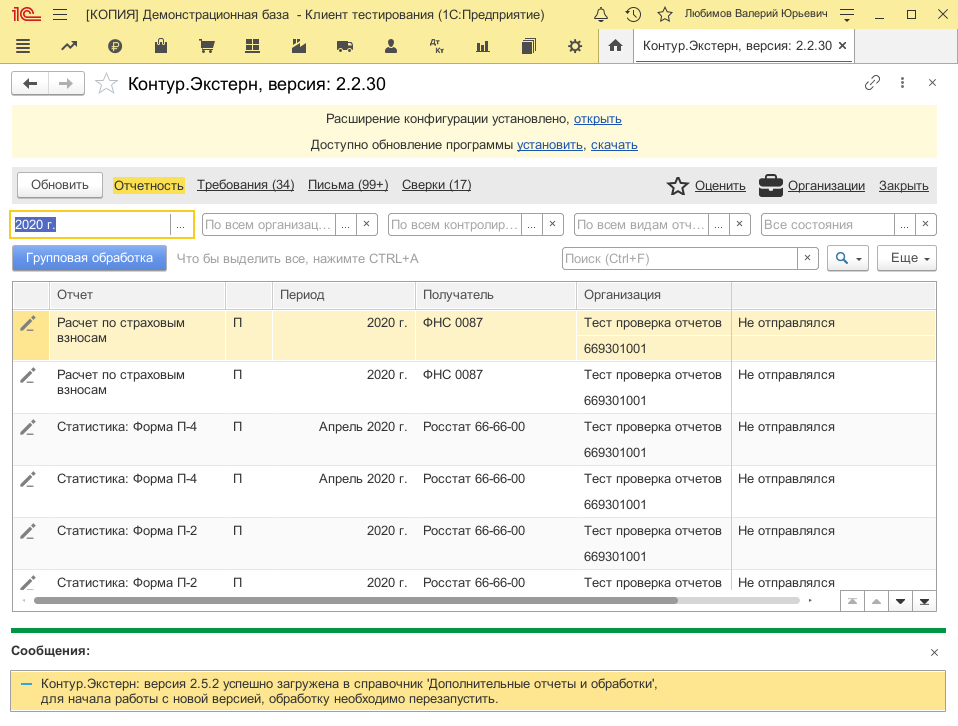 1С [КОПИЯ] Демонстрационная база - Клиент тестирования (1С:Предприятие) Любимов Валерий Юрьевич
Дт Кт Контур.Экстерн, версия: 2.2.30 ×
Контур.Экстерн, версия: 2.2.30
Расширение конфигурации установлено, открыть
Доступно обновление программы установить, скачать
Обновить Отчетность Требования (34) Письма (99+) Сверки (17) Оценить Организации Закрыть
2020 г. ... По всем организац... ... × По всем контролир... ... × По всем видам отч... ... × Все состояния ... ×
Групповая обработка Что бы выделить все, нажмите CTRL+A Поиск (Ctrl+F) × Еще
Отчет Период Получатель Организация
Расчет по страховым взносам П 2020 г. ФНС 0087 Тест проверка отчетов Не отправлялся
669301001
Расчет по страховым взносам П 2020 г. ФНС 0087 Тест проверка отчетов Не отправлялся
669301001
Статистика: Форма П-4 П Апрель 2020 г. Росстат 66-66-00 Тест проверка отчетов Не отправлялся
669301001
Статистика: Форма П-4 П Апрель 2020 г. Росстат 66-66-00 Тест проверка отчетов Не отправлялся
669301001
Статистика: Форма П-2 П 2020 г. Росстат 66-66-00 Тест проверка отчетов Не отправлялся
669301001
Статистика: Форма П-2 П 2020 г. Росстат 66-66-00 Тест проверка отчетов Не отправлялся
Сообщения:
Контур.Экстерн: версия 2.5.2 успешно загружена в справочник 'Дополнительные отчеты и обработки',
для начала работы с новой версией, обработку необходимо перезапустить.